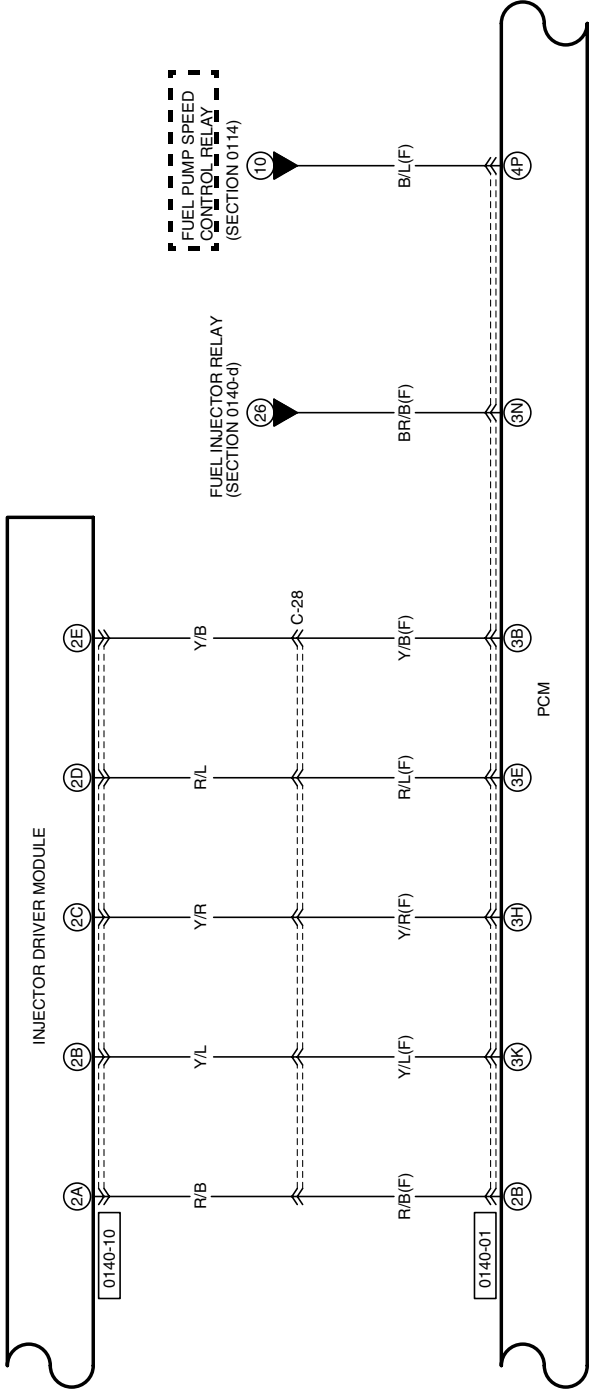 INJECTOR DRIVER MODULE
2A
2B
2C
2D
2E
0140-10
R/B
Y/L
Y/R
R/L
Y/B
C-28
FUEL INJECTOR RELAY
(SECTION 0140-d)
26
FUEL PUMP SPEED
CONTROL RELAY
(SECTION 0114)
10
R/B(F)
Y/L(F)
Y/R(F)
R/L(F)
Y/B(F)
BR/B(F)
B/L(F)
0140-01
2B
3K
3H
3E
3B
3N
4P
PCM